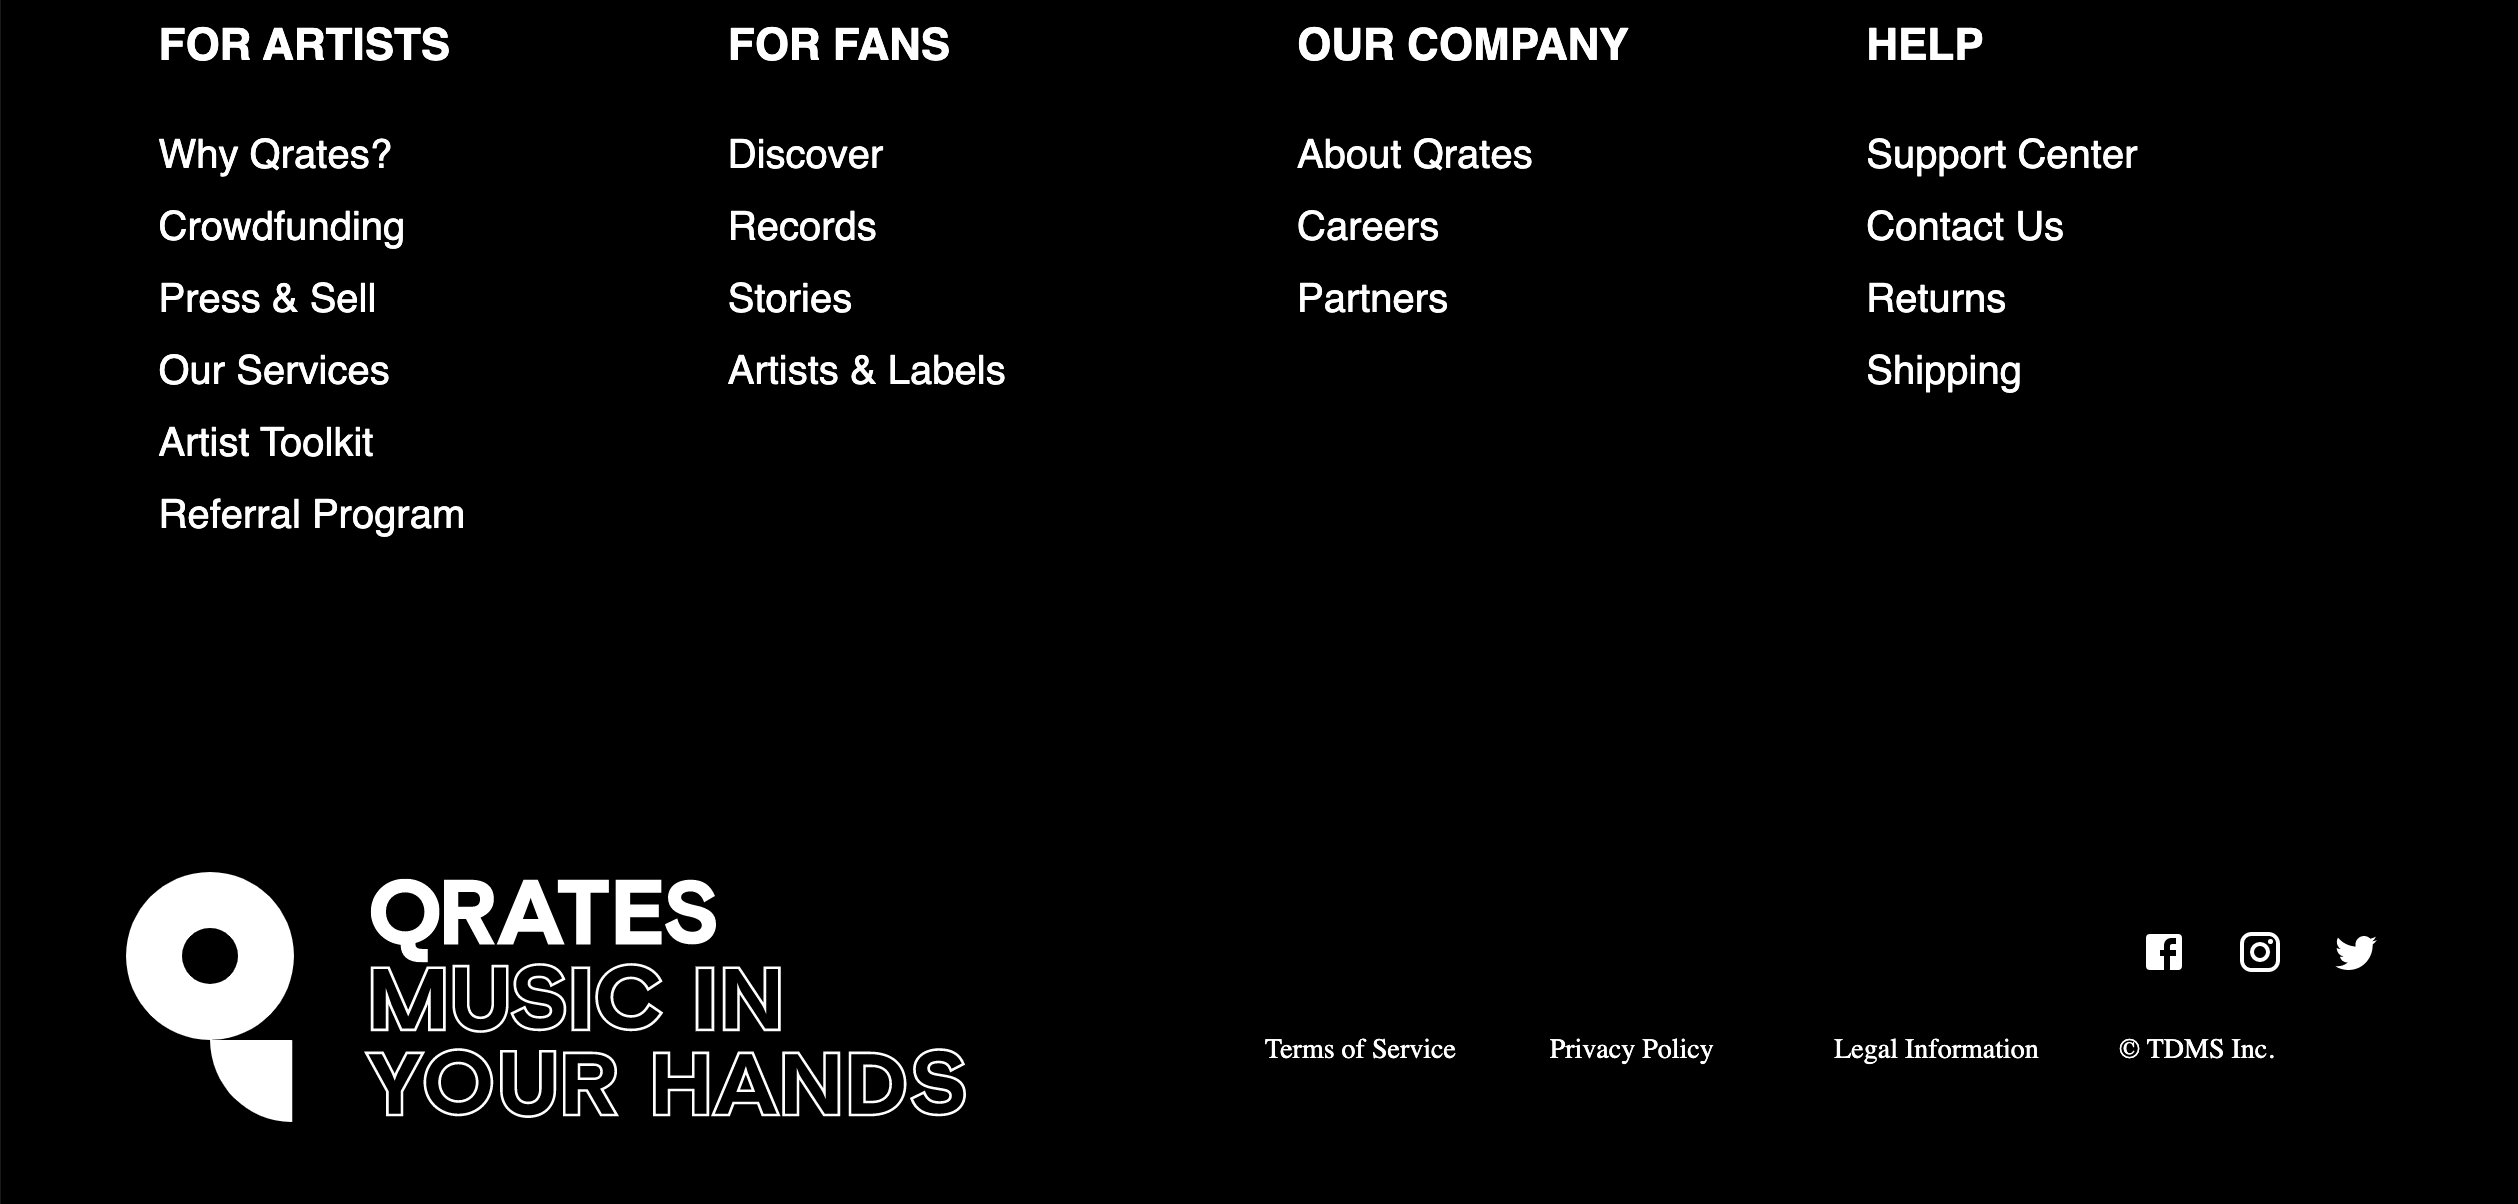 FOR ARTISTS
Why Qrates?
Crowdfunding
Press & Sell
Our Services
Artist Toolkit
Referral Program
FOR FANS
Discover
Records
Stories
Artists & Labels
OUR COMPANY
About Qrates
Careers
Partners
HELP
Support Center
Contact Us
Returns
Shipping
QRATES
MUSIC IN
YOUR HANDS
Terms of Service
Privacy Policy
Legal Information
© TDMS Inc.